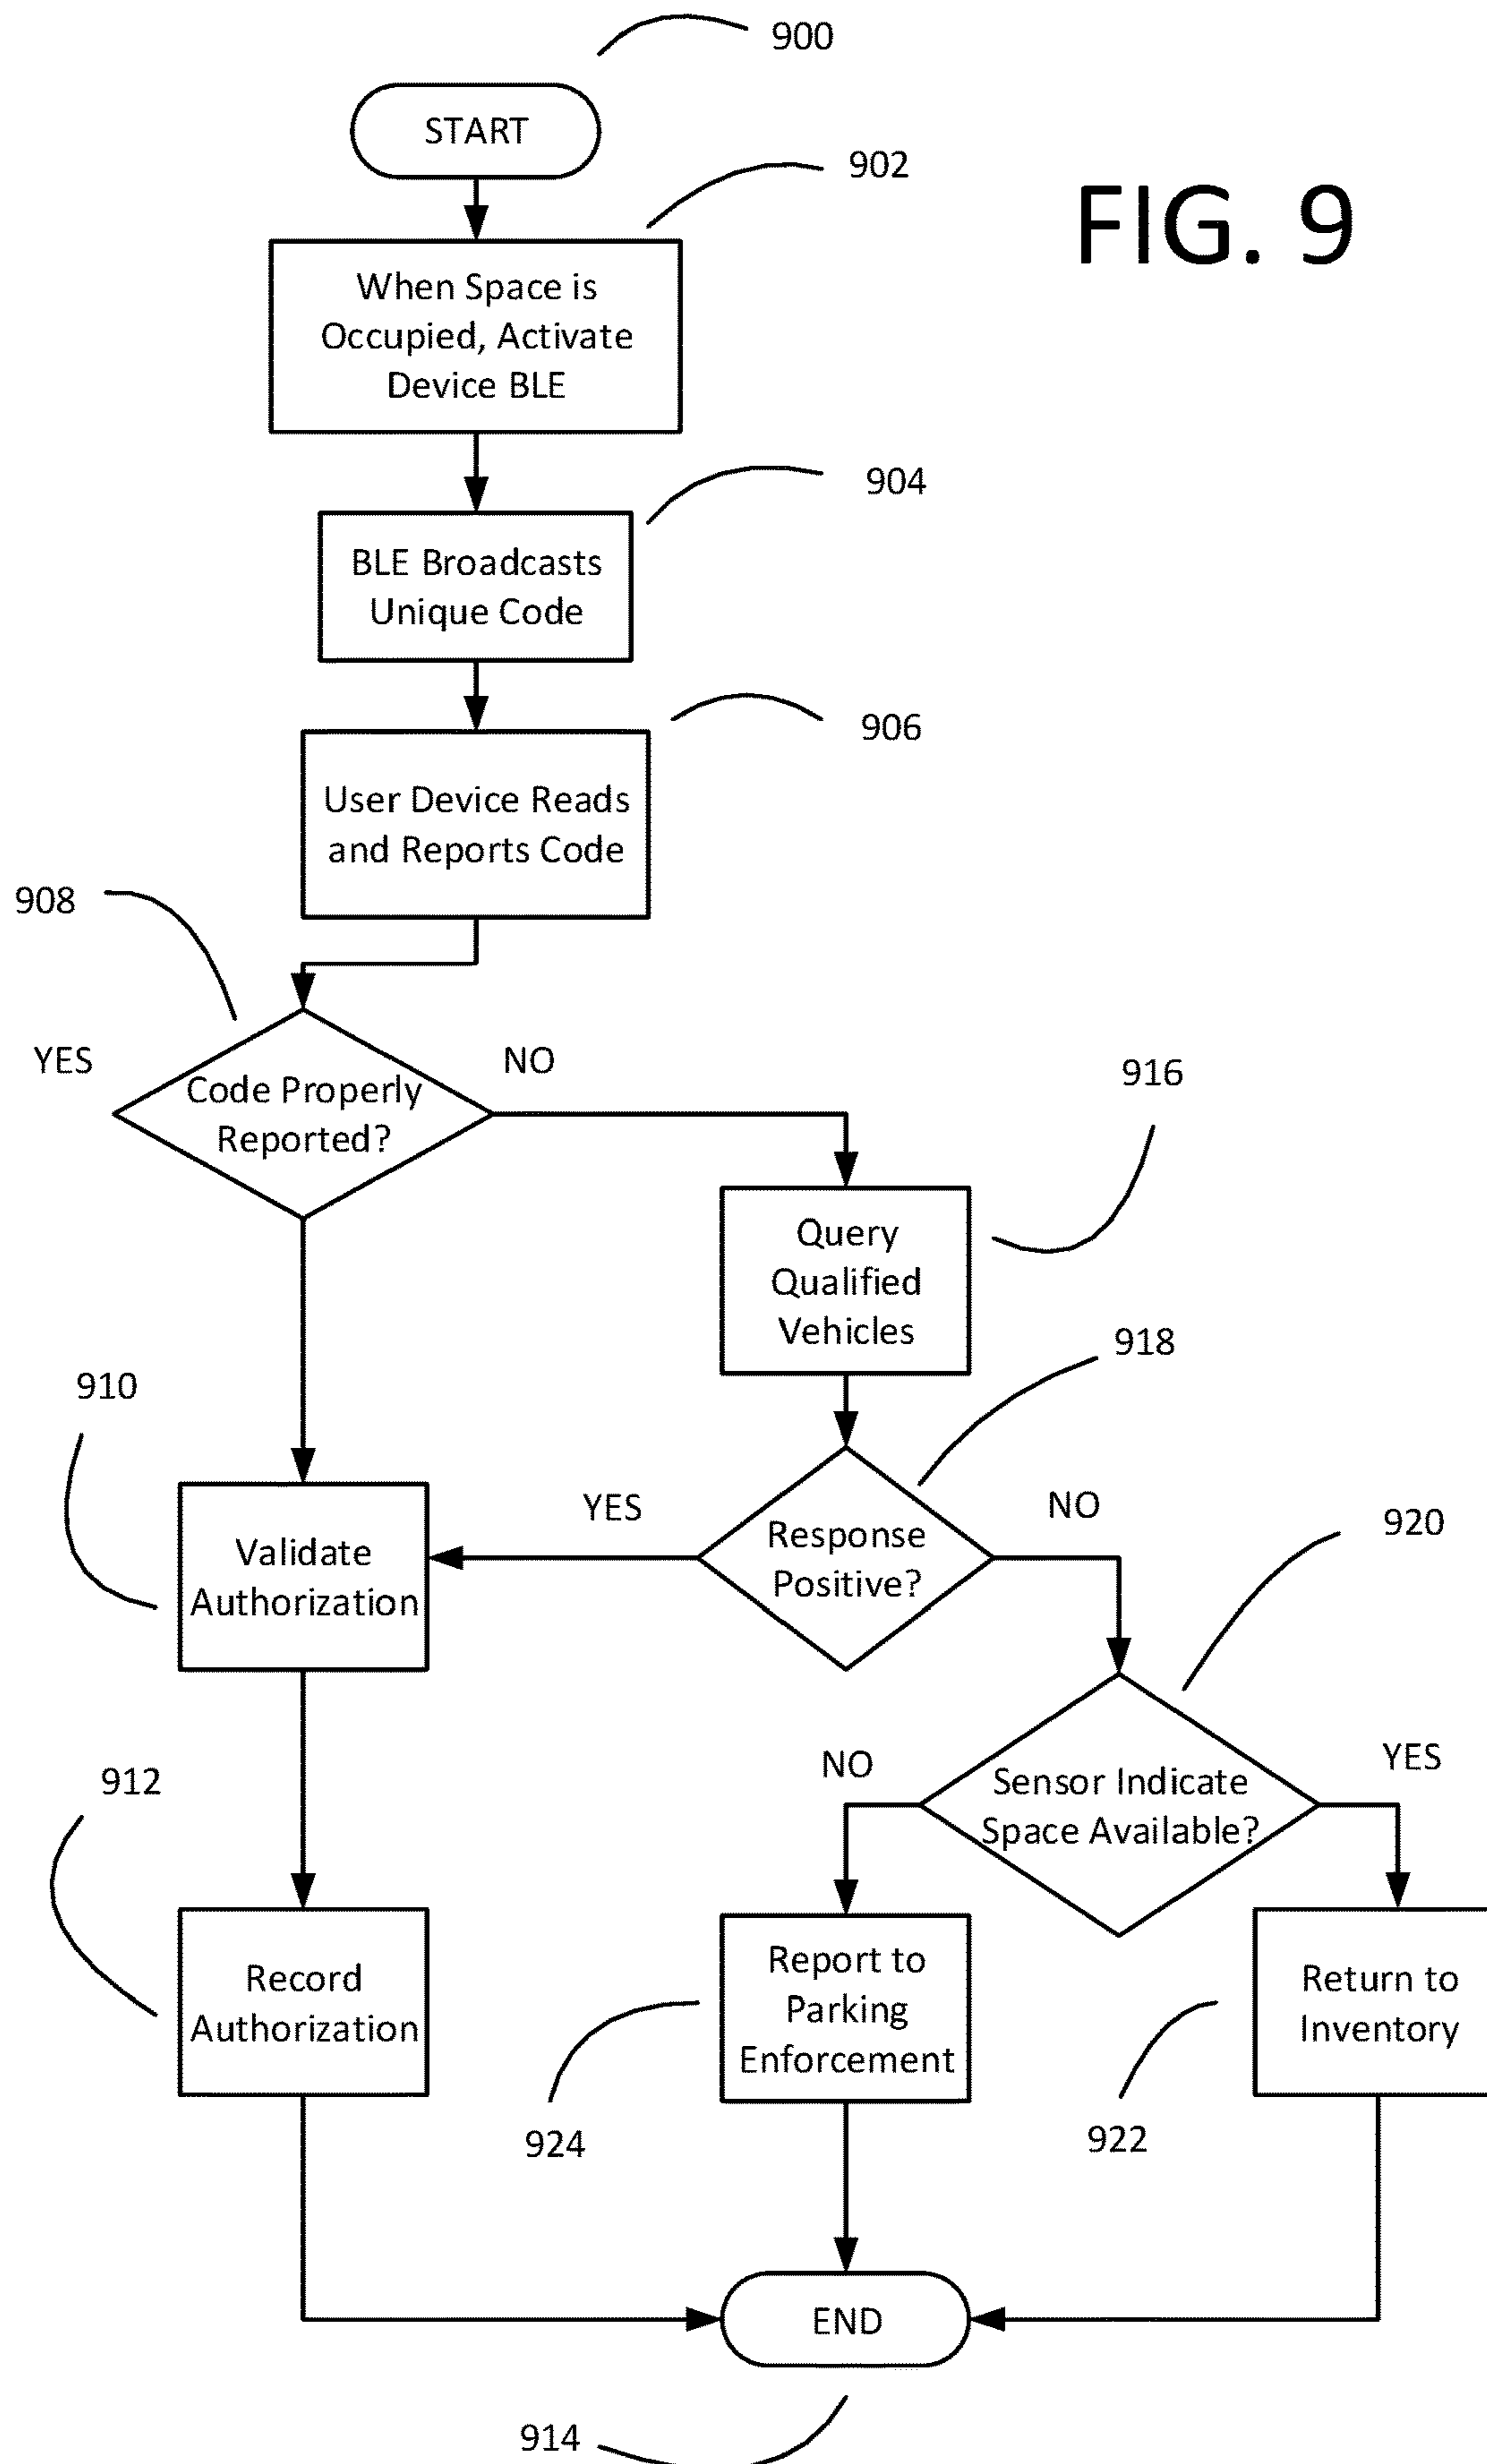 900
START
902
FIG. 9
When Space is
Occupied, Activate
Device BLE
904
BLE Broadcasts
Unique Code
906
User Device Reads
and Reports Code
908
YES
NO
Code Properly
Reported?
916
Query
Qualified
Vehicles
918
910
YES
NO
920
Response
Positive?
Validate
Authorization
912
NO
YES
Sensor Indicate
Space Available?
Record
Authorization
Report to
Parking
Enforcement
Return to
Inventory
924
922
END
914